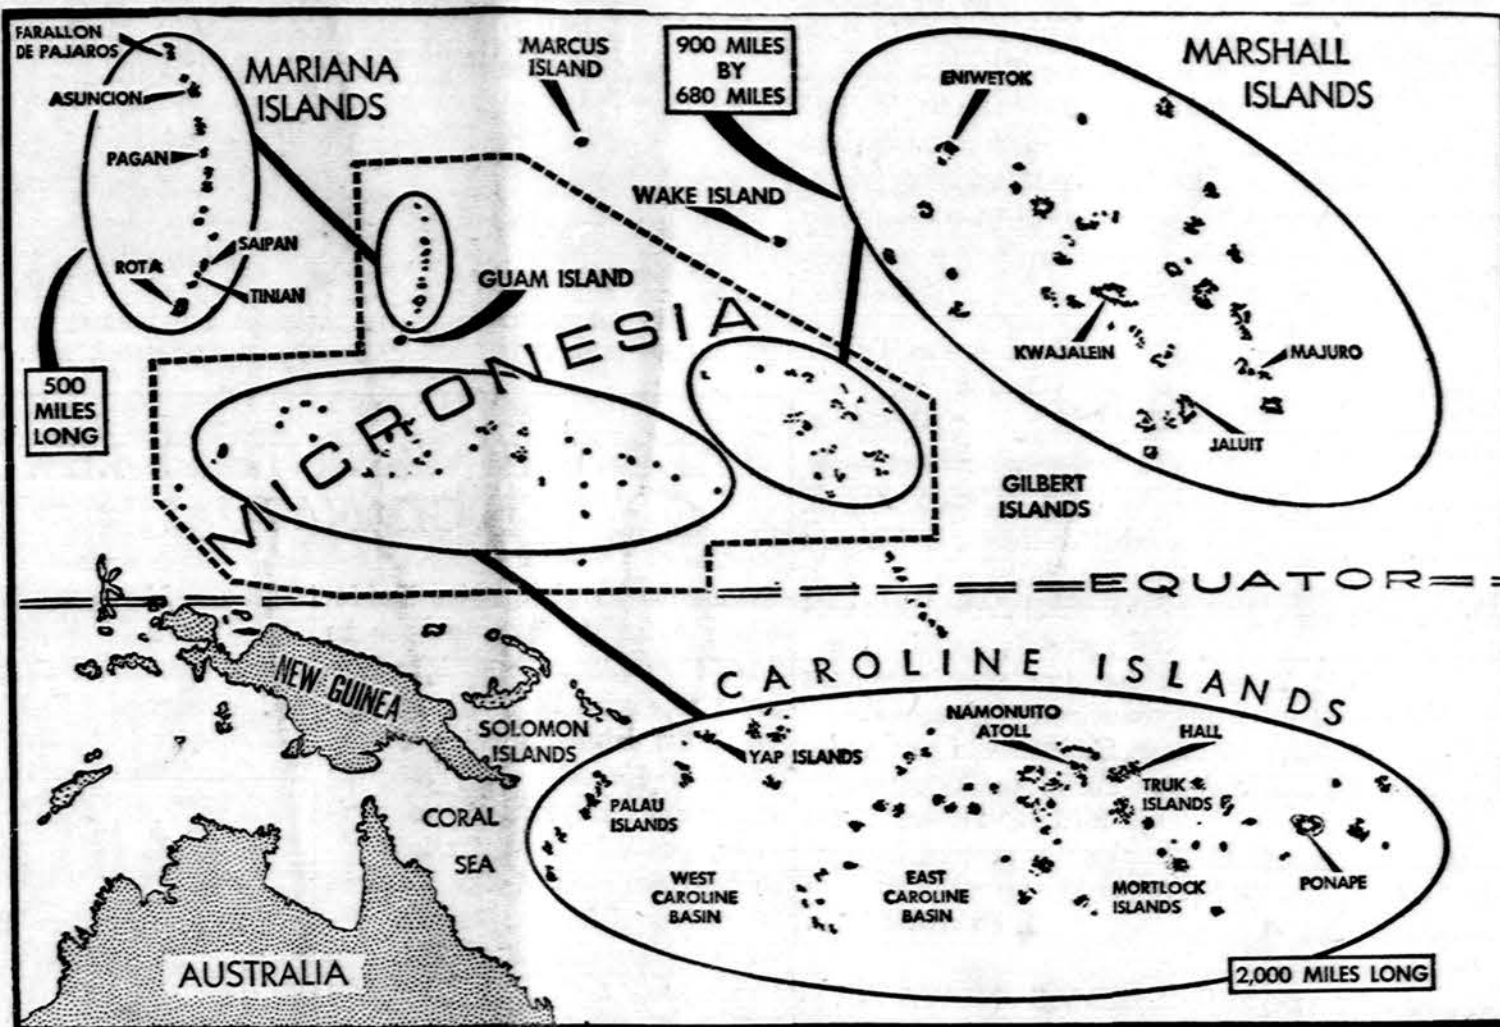 FARALLON
DE PAJAROS
ASUNCION
PAGAN
SAIPAN
ROTA
TINIAN
MARIANA
ISLANDS
500
MILES
LONG
MARCUS
ISLAND
900 MILES
BY
680 MILES
WAKE ISLAND
GUAM ISLAND
MICRONESIA
MARSHALL
ISLANDS
ENIWETOK
KWAJALEIN
MAJURO
JALUIT
GILBERT
ISLANDS
EQUATOR
NEW GUINEA
SOLOMON
ISLANDS
CORAL
SEA
AUSTRALIA
CAROLINE ISLANDS
NAMONUITO
ATOLL
HALL
YAP ISLANDS
PALAU
ISLANDS
TRUK
ISLANDS
WEST
CAROLINE
BASIN
EAST
CAROLINE
BASIN
MORTLOCK
ISLANDS
PONAPE
2,000 MILES LONG